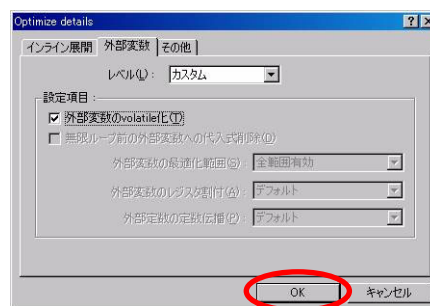 Optimize details
インライン展開 外部変数 その他
レベル(L): カスタム
設定項目:
外部変数のvolatile化(T)
無限ループ前の外部変数への代入式削除(D)
外部変数の最適化範囲(S): 全範囲有効
外部変数のレジスタ割付(A): デフォルト
外部定数の定数伝播(P): デフォルト
OK キャンセル